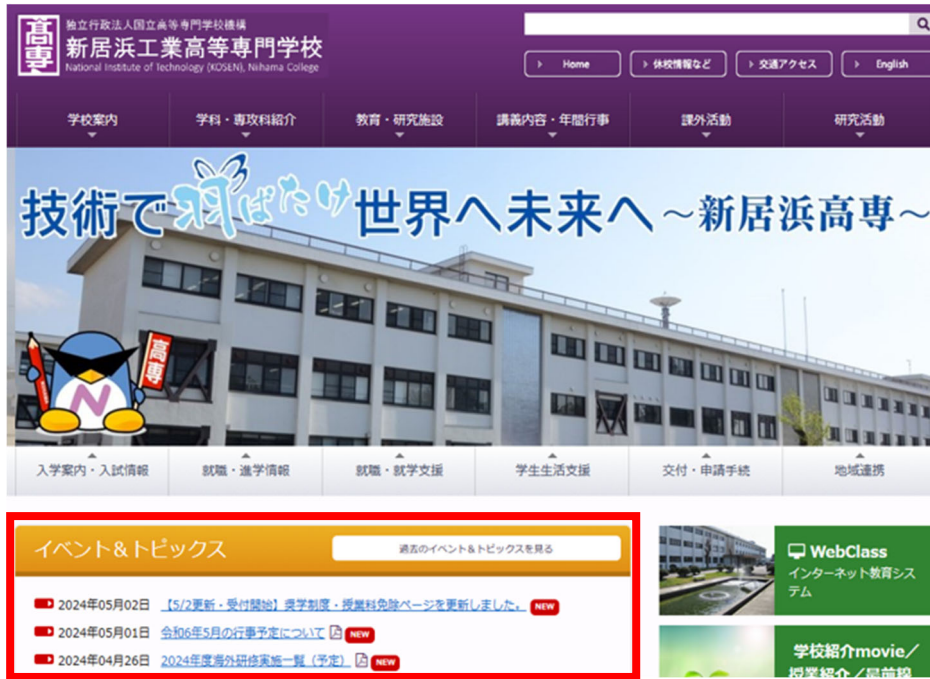 高専
独立行政法人国立高等専門学校機構
新居浜工業高等専門学校
National Institute of Technology (KOSEN), Niihama College
Home
休校情報など
交通アクセス
English
学校案内
学科・専攻科紹介
教育・研究施設
講義内容・年間行事
課外活動
研究活動
技術で羽ばたけ世界へ未来へ～新居浜高専～
高専
N
入学案内・入試情報
就職・進学情報
就職・就学支援
学生生活支援
交付・申請手続
地域連携
イベント&トピックス
過去のイベント&トピックスを見る
2024年05月02日 【5/2更新・受付開始】奨学制度・授業料免除ページを更新しました。 NEW
2024年05月01日 令和6年5月の行事予定について NEW
2024年04月26日 2024年度海外研修実施一覧（予定） NEW
WebClass
インターネット教育シス
テム
学校紹介movie／
授業紹介／最前線